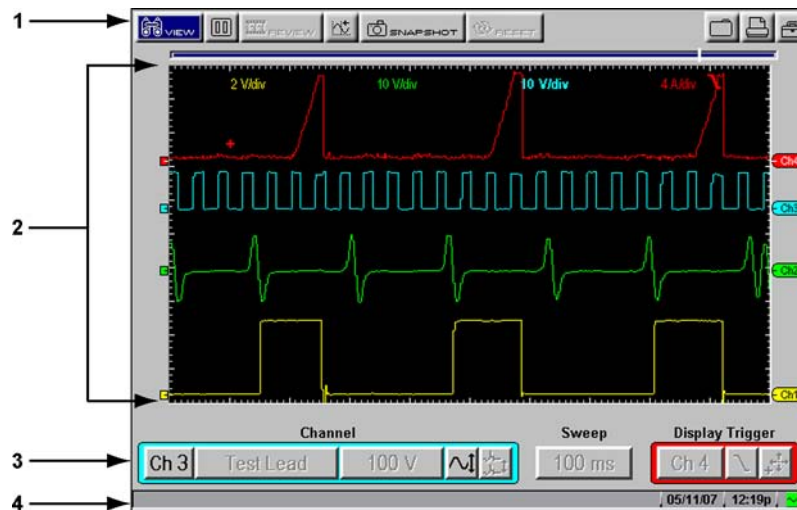 1
VIEW REVIEW SNAPSHOT RESET
2 V/div 10 V/div 10 V/div 4 A/div
Ch4
Ch3
2
Ch2
Ch1
Channel Sweep Display Trigger
3
Ch 3 Test Lead 100 V 100 ms Ch 4
4
05/11/07 12:19p